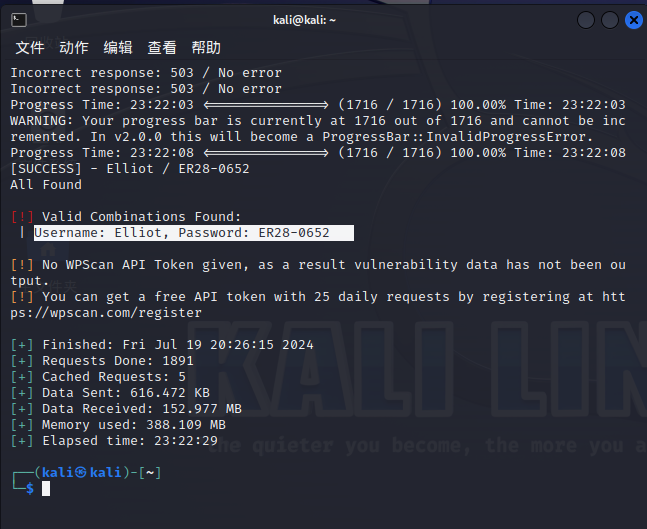 kali@kali: ~
文件 动作 编辑 查看 帮助
Incorrect response: 503 / No error
Incorrect response: 503 / No error
Progress Time: 23:22:03 <===============> (1716 / 1716) 100.00% Time: 23:22:03
WARNING: Your progress bar is currently at 1716 out of 1716 and cannot be inc
remented. In v2.0.0 this will become a ProgressBar::InvalidProgressError.
Progress Time: 23:22:08 <===============> (1716 / 1716) 100.00% Time: 23:22:08
[SUCCESS] - Elliot / ER28-0652
All Found
[!] Valid Combinations Found:
| Username: Elliot, Password: ER28-0652
[!] No WPScan API Token given, as a result vulnerability data has not been ou
tput.
[!] You can get a free API token with 25 daily requests by registering at htt
ps://wpscan.com/register
[+] Finished: Fri Jul 19 20:26:15 2024
[+] Requests Done: 1891
[+] Cached Requests: 5
[+] Data Sent: 616.472 KB
[+] Data Received: 152.977 MB
[+] Memory used: 388.109 MB
[+] Elapsed time: 23:22:29
KALI LIN
the quieter you become, the more you a
┌──(kali㉿kali)-[~]
└─$